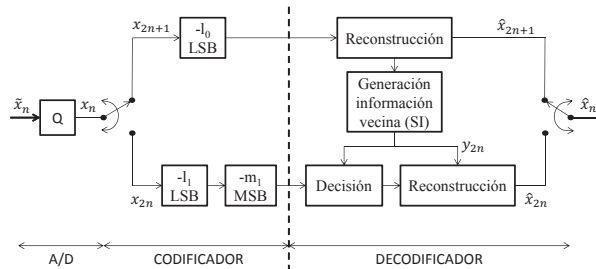 x̃ₙ
Q
xₙ
x₂ₙ₊₁
-l₀
LSB
Reconstrucción
x̂₂ₙ₊₁
Generación
información
vecina (SI)
x̂ₙ
y₂ₙ
x₂ₙ
-l₁
LSB
-m₁
MSB
Decisión
Reconstrucción
x̂₂ₙ
A/D
CODIFICADOR
DECODIFICADOR